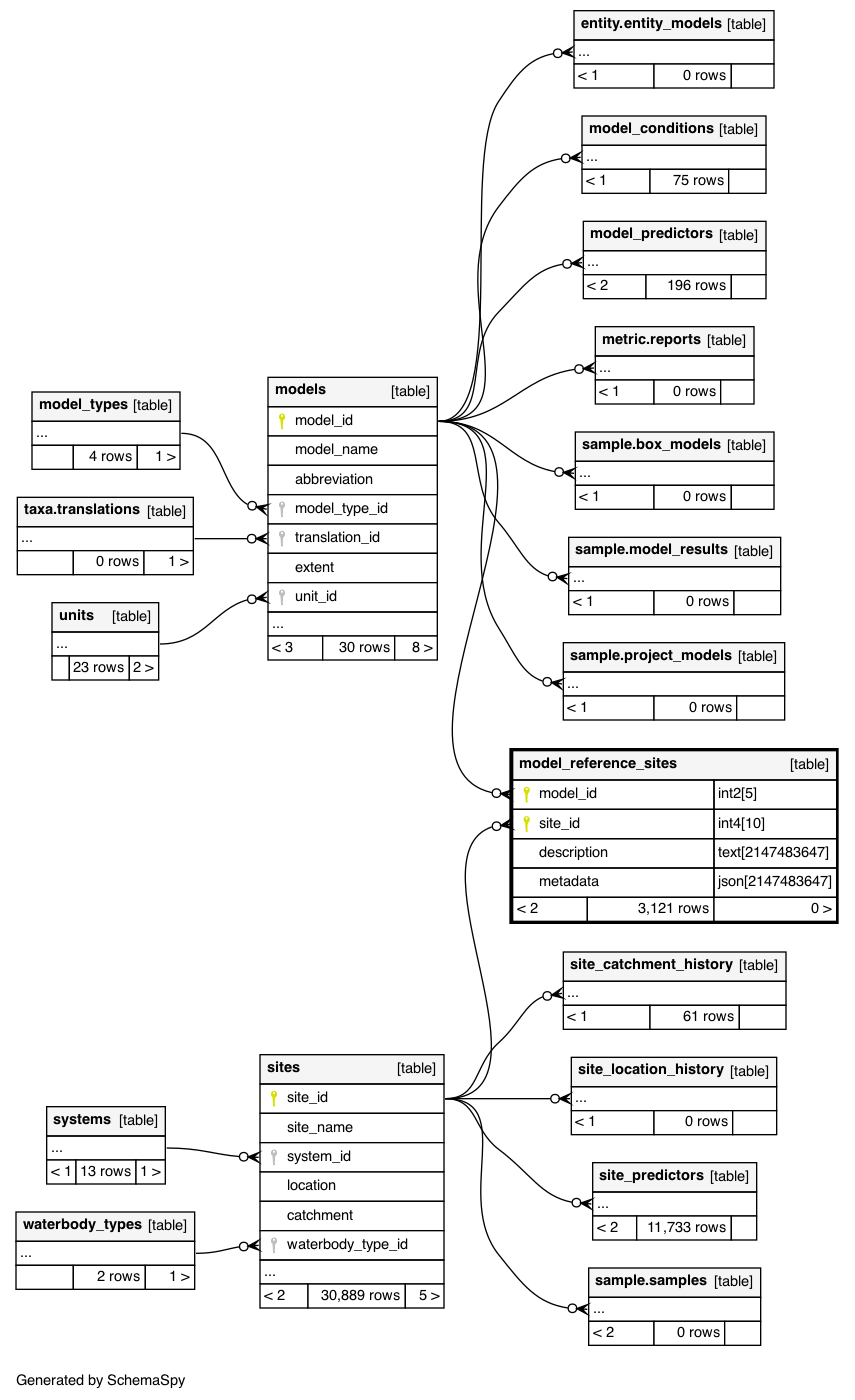 entity.entity_models [table]
...
< 1 0 rows
model_conditions [table]
...
< 1 75 rows
model_predictors [table]
...
< 2 196 rows
metric.reports [table]
...
< 1 0 rows
models [table]
model_id
model_name
abbreviation
model_type_id
translation_id
extent
unit_id
...
< 3 30 rows 8 >
model_types [table]
...
4 rows 1 >
taxa.translations [table]
...
0 rows 1 >
units [table]
...
23 rows 2 >
sample.box_models [table]
...
< 1 0 rows
sample.model_results [table]
...
< 1 0 rows
sample.project_models [table]
...
< 1 0 rows
model_reference_sites [table]
model_id int2[5]
site_id int4[10]
description text[2147483647]
metadata json[2147483647]
< 2 3,121 rows 0 >
site_catchment_history [table]
...
< 1 61 rows
sites [table]
site_id
site_name
system_id
location
catchment
waterbody_type_id
...
< 2 30,889 rows 5 >
systems [table]
...
< 1 13 rows 1 >
waterbody_types [table]
...
2 rows 1 >
site_location_history [table]
...
< 1 0 rows
site_predictors [table]
...
< 2 11,733 rows
sample.samples [table]
...
< 2 0 rows
Generated by SchemaSpy